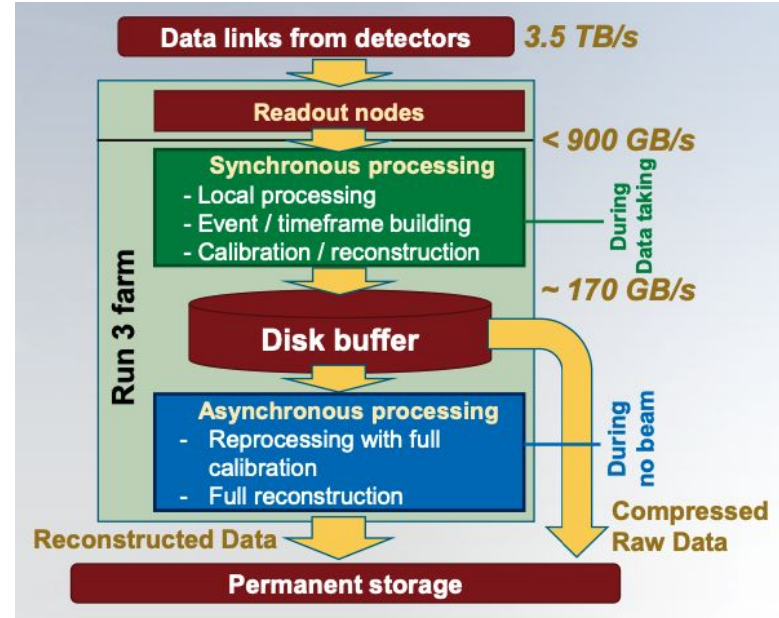 Data links from detectors
3.5 TB/s
Readout nodes
< 900 GB/s
Synchronous processing
- Local processing
- Event / timeframe building
- Calibration / reconstruction
During
Data taking
~ 170 GB/s
Run 3 farm
Disk buffer
Asynchronous processing
- Reprocessing with full
calibration
- Full reconstruction
During
no beam
Reconstructed Data
Compressed
Raw Data
Permanent storage